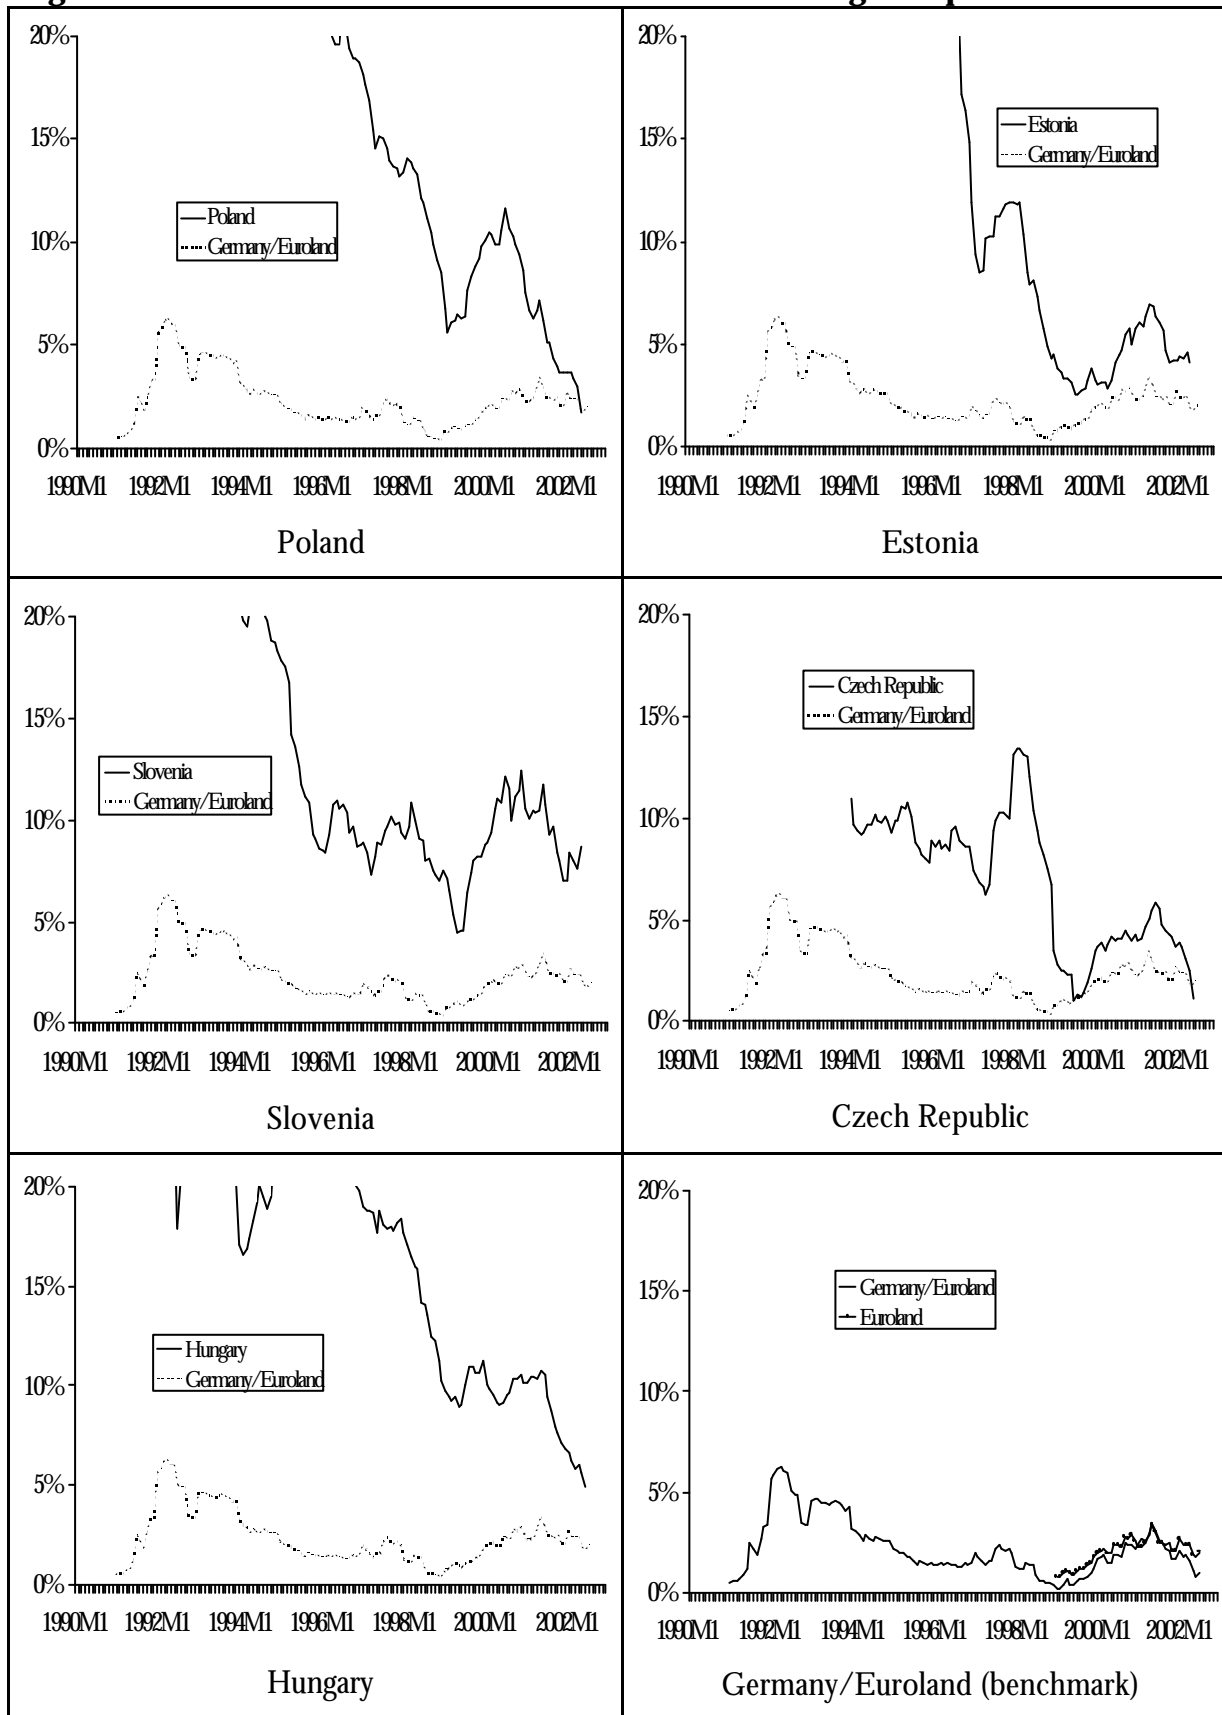 20%
15%
10%
5%
0%
Poland
Germany/Euroland
1990M1 1992M1 1994M1 1996M1 1998M1 2000M1 2002M1
Poland
20%
15%
10%
5%
0%
Estonia
Germany/Euroland
1990M1 1992M1 1994M1 1996M1 1998M1 2000M1 2002M1
Estonia
20%
15%
10%
5%
0%
Slovenia
Germany/Euroland
1990M1 1992M1 1994M1 1996M1 1998M1 2000M1 2002M1
Slovenia
20%
15%
10%
5%
0%
Czech Republic
Germany/Euroland
1990M1 1992M1 1994M1 1996M1 1998M1 2000M1 2002M1
Czech Republic
20%
15%
10%
5%
0%
Hungary
Germany/Euroland
1990M1 1992M1 1994M1 1996M1 1998M1 2000M1 2002M1
Hungary
20%
15%
10%
5%
0%
Germany/Euroland
Euroland
1990M1 1992M1 1994M1 1996M1 1998M1 2000M1 2002M1
Germany/Euroland (benchmark)